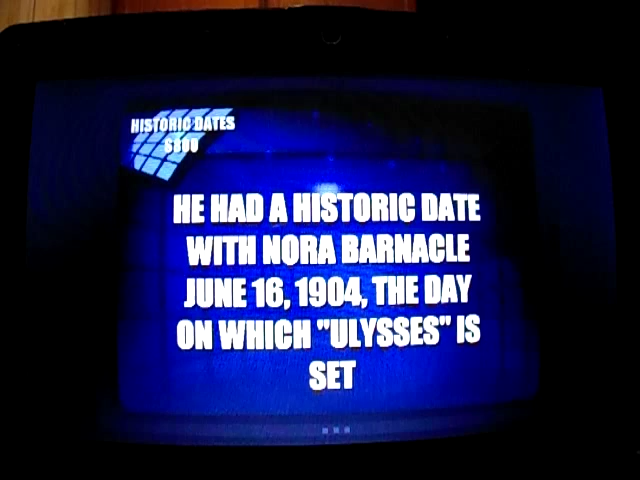 HISTORIC DATES
HE HAD A HISTORIC DATE
WITH NORA BARNACLE
JUNE 16, 1904, THE DAY
ON WHICH "ULYSSES" IS
SET